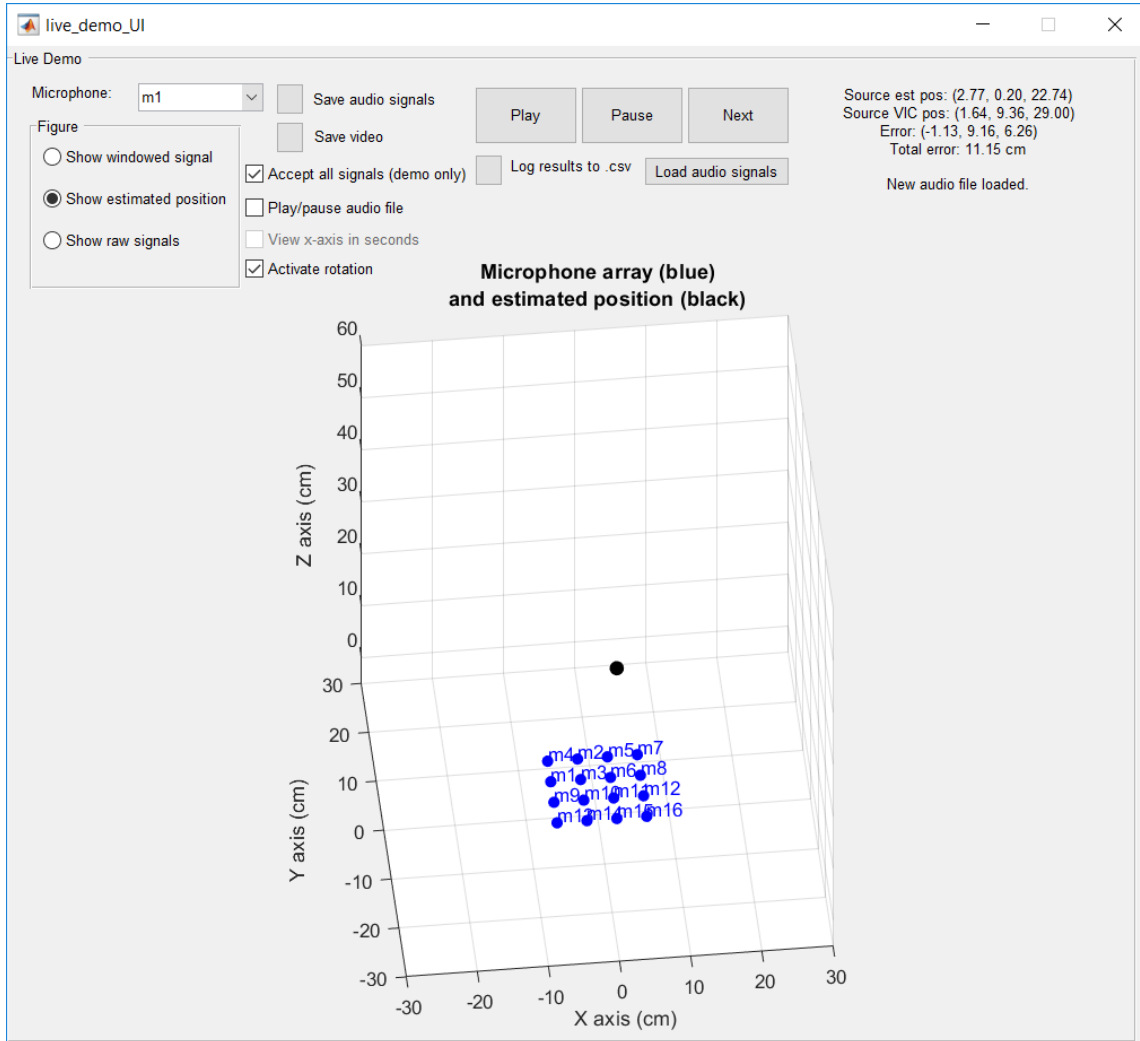 live_demo_UI
Live Demo
Microphone:
m1
Save audio signals
Save video
Play
Pause
Next
Source est pos: (2.77, 0.20, 22.74)
Source VIC pos: (1.64, 9.36, 29.00)
Error: (-1.13, 9.16, 6.26)
Total error: 11.15 cm
New audio file loaded.
Figure
Show windowed signal
Show estimated position
Show raw signals
Accept all signals (demo only)
Play/pause audio file
View x-axis in seconds
Activate rotation
Log results to .csv
Load audio signals
Microphone array (blue)
and estimated position (black)
60
50
40
30
20
10
0
Z axis (cm)
30
20
10
0
-10
-20
-30
Y axis (cm)
m4 m2 m5 m7
m1 m3 m6 m8
m9 m10 m11 m12
m13 m14 m15 m16
-30 -20 -10 0 10 20 30
X axis (cm)